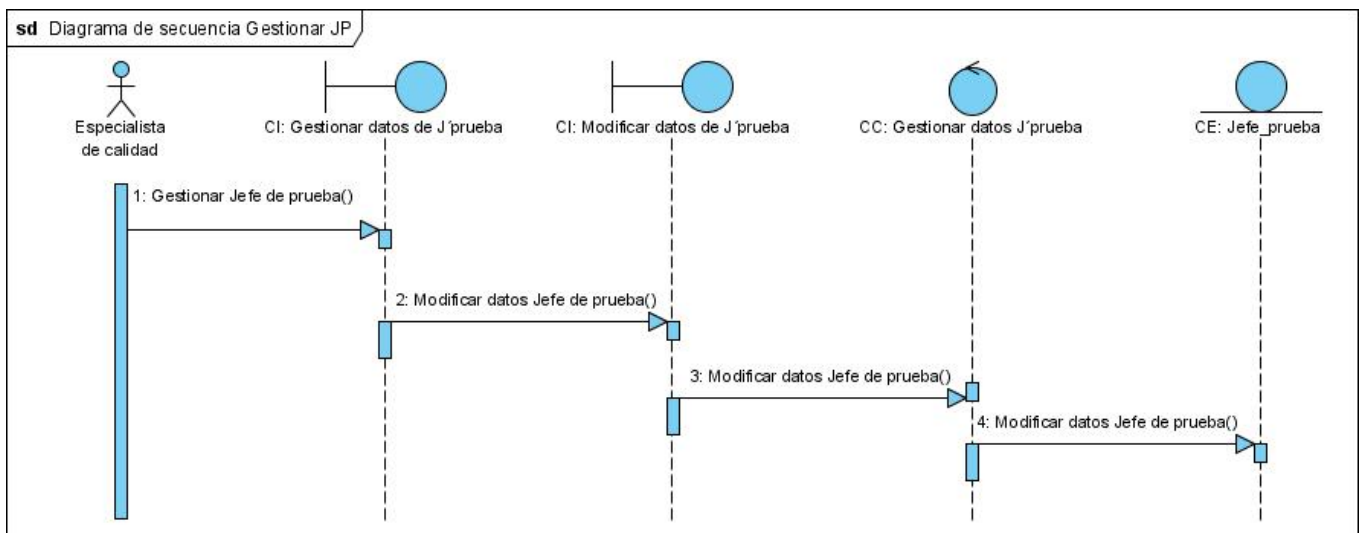 sd Diagrama de secuencia Gestionar JP
Especialista
de calidad
CI: Gestionar datos de J´prueba
CI: Modificar datos de J´prueba
CC: Gestionar datos J´prueba
CE: Jefe_prueba
1: Gestionar Jefe de prueba()
2: Modificar datos Jefe de prueba()
3: Modificar datos Jefe de prueba()
4: Modificar datos Jefe de prueba()